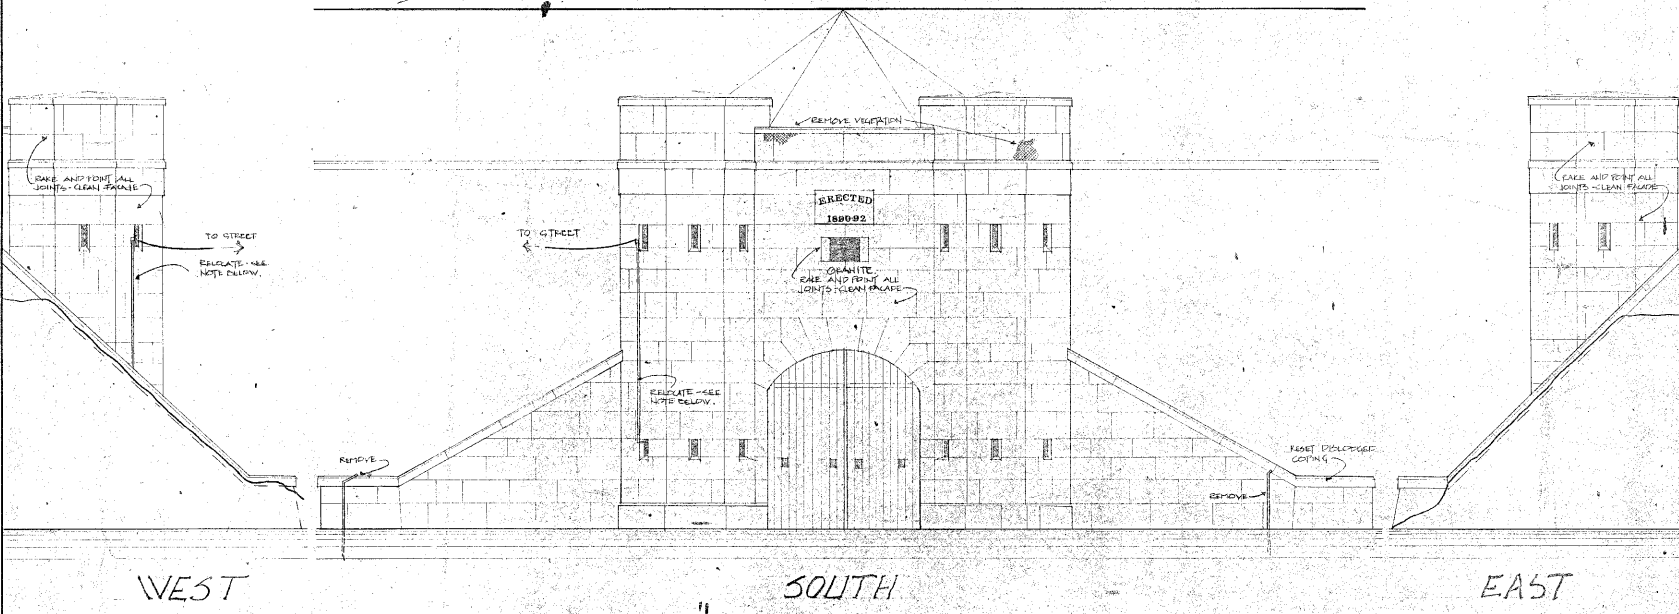 REMOVE VEGETATION
RAKE AND POINT ALL
JOINTS - CLEAN FACADE
TO STREET
RELOCATE - SEE
NOTE BELOW.
ERECTED
1890-92
TO STREET
GRANITE
RAKE AND POINT ALL
JOINTS - CLEAN FACADE
RELOCATE - SEE
NOTE BELOW.
REMOVE
RAKE AND POINT ALL
JOINTS - CLEAN FACADE
RESET DISLODGED
COPING
REMOVE
WEST
SOUTH
EAST